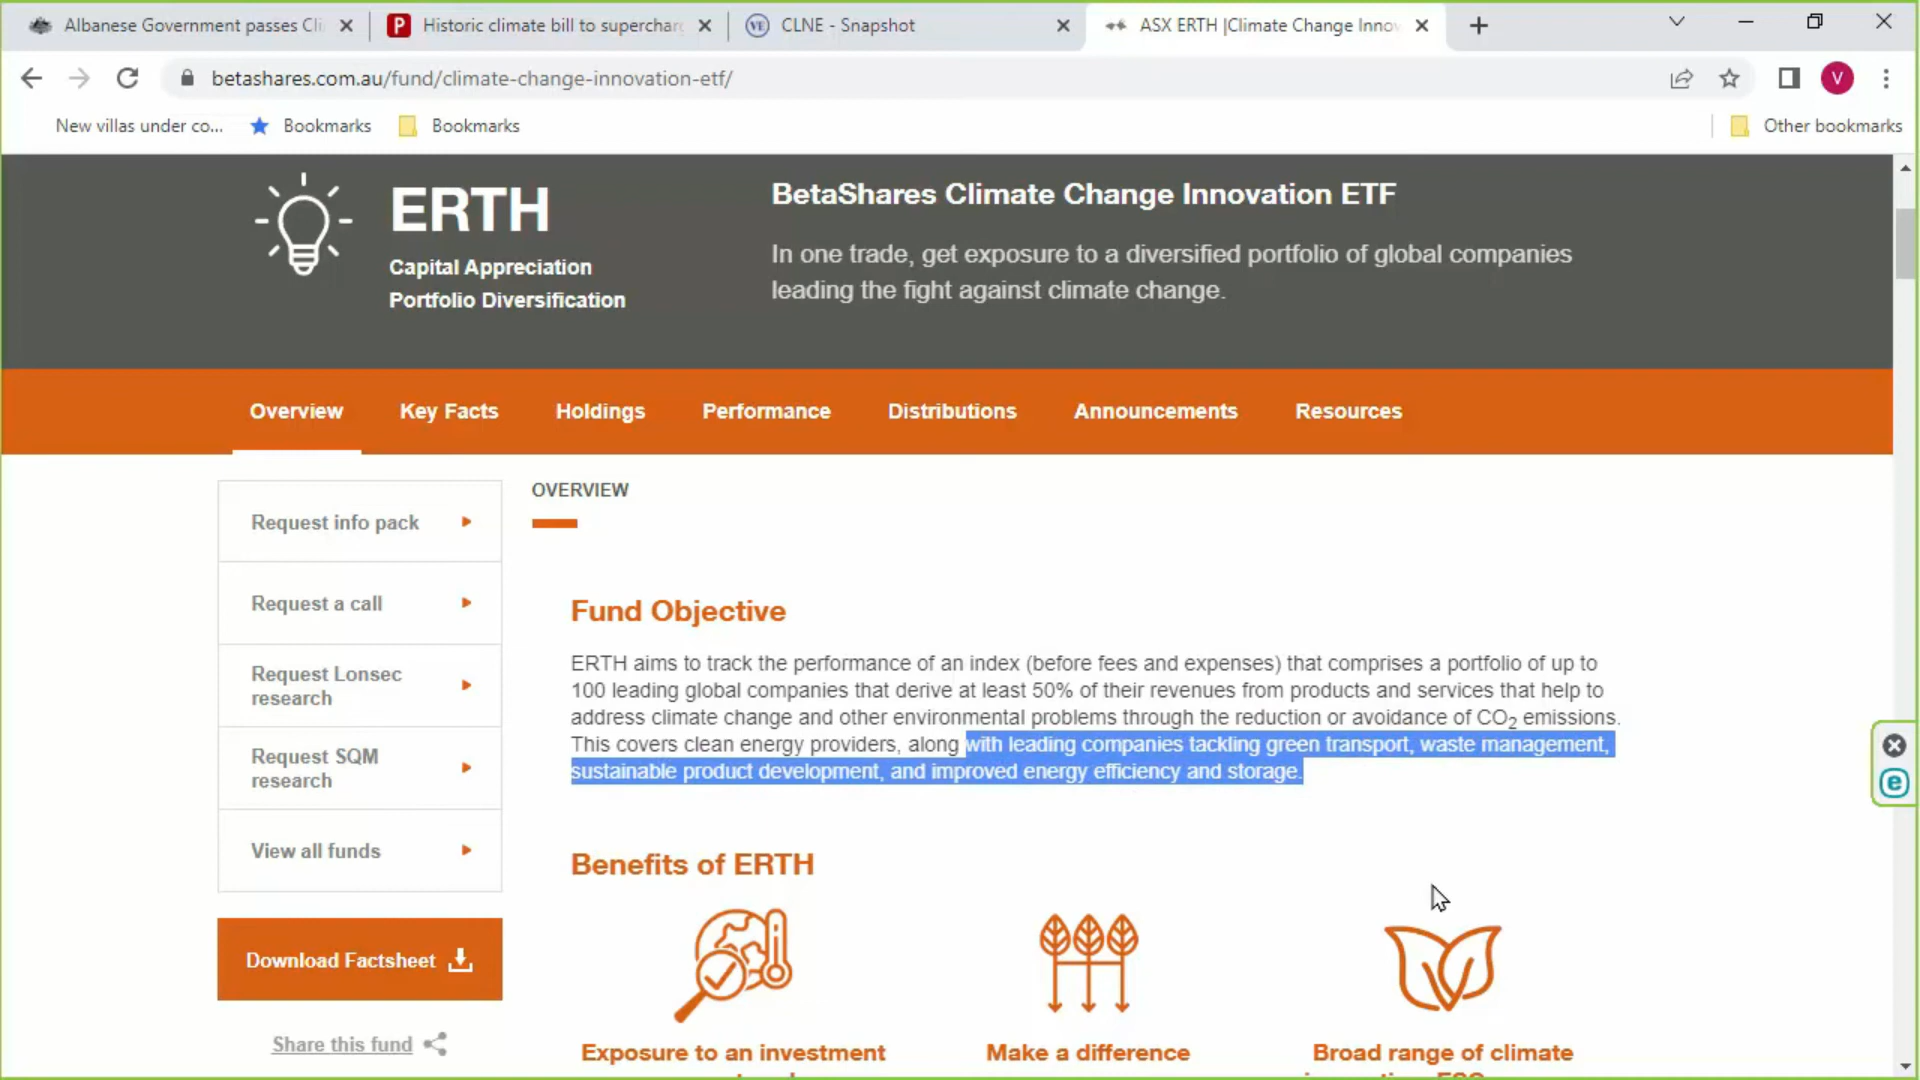 Albanese Government passes Cli
Historic climate bill to supercharg
CLNE - Snapshot
ASX ERTH |Climate Change Inno
V
betashares.com.au/fund/climate-change-innovation-etf/
New villas under co...
Bookmarks
Bookmarks
Other bookmarks
ERTH
Capital Appreciation
Portfolio Diversification
BetaShares Climate Change Innovation ETF
In one trade, get exposure to a diversified portfolio of global companies
leading the fight against climate change.
Overview
Key Facts
Holdings
Performance
Distributions
Announcements
Resources
Request info pack
Request a call
Request Lonsec
research
Request SQM
research
View all funds
Download Factsheet
Share this fund
OVERVIEW
Fund Objective
ERTH aims to track the performance of an index (before fees and expenses) that comprises a portfolio of up to
100 leading global companies that derive at least 50% of their revenues from products and services that help to
address climate change and other environmental problems through the reduction or avoidance of CO₂ emissions.
This covers clean energy providers, along with leading companies tackling green transport, waste management,
sustainable product development, and improved energy efficiency and storage.
Benefits of ERTH
Exposure to an investment
Make a difference
Broad range of climate